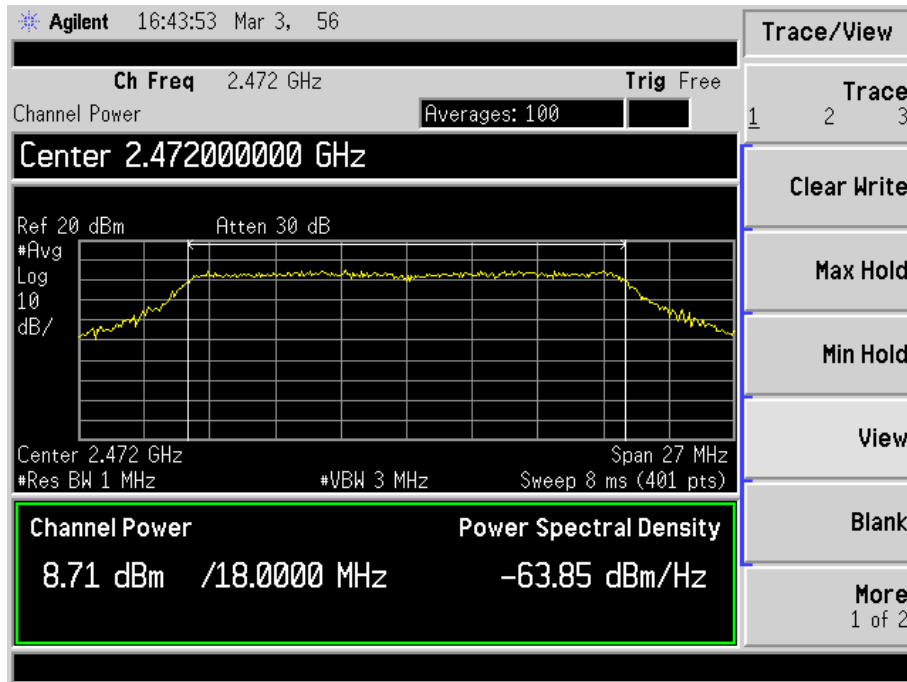 Agilent 16:43:53 Mar 3, 56
Trace/View
Ch Freq 2.472 GHz Trig Free
Channel Power Averages: 100
Trace
1 2 3
Center 2.472000000 GHz
Clear Write
Ref 20 dBm Atten 30 dB
#Avg
Log
10
dB/
Max Hold
Min Hold
View
Center 2.472 GHz Span 27 MHz
#Res BW 1 MHz #VBW 3 MHz Sweep 8 ms (401 pts)
Channel Power Power Spectral Density
8.71 dBm /18.0000 MHz -63.85 dBm/Hz
Blank
More
1 of 2